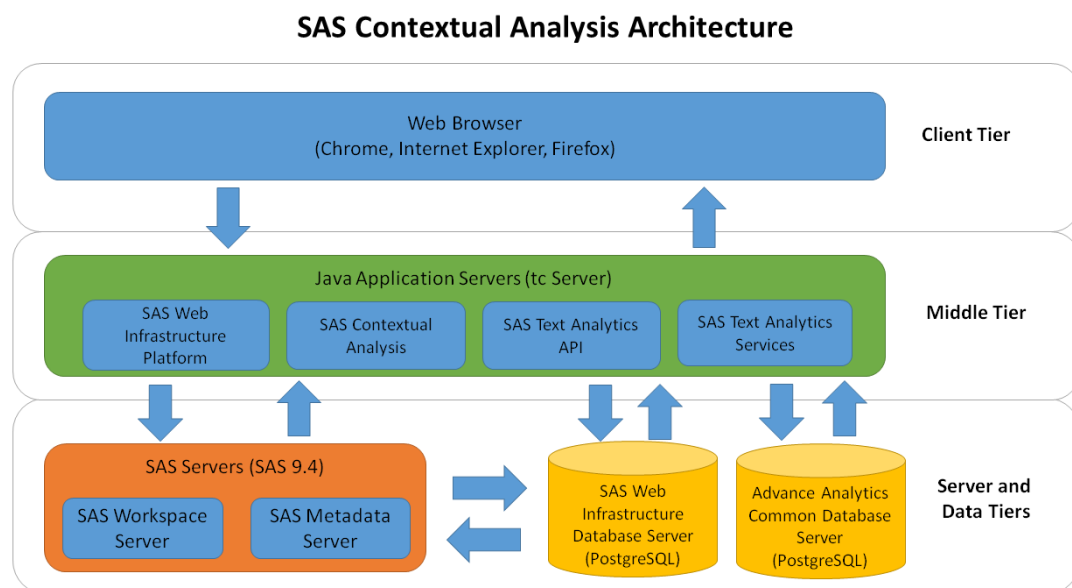 SAS Contextual Analysis Architecture
Web Browser
(Chrome, Internet Explorer, Firefox)
Client Tier
Java Application Servers (tc Server)
SAS Web
Infrastructure
Platform
SAS Contextual
Analysis
SAS Text Analytics
API
SAS Text Analytics
Services
Middle Tier
SAS Servers (SAS 9.4)
SAS Workspace
Server
SAS Metadata
Server
SAS Web
Infrastructure
Database Server
(PostgreSQL)
Advance Analytics
Common Database
Server
(PostgreSQL)
Server and
Data Tiers